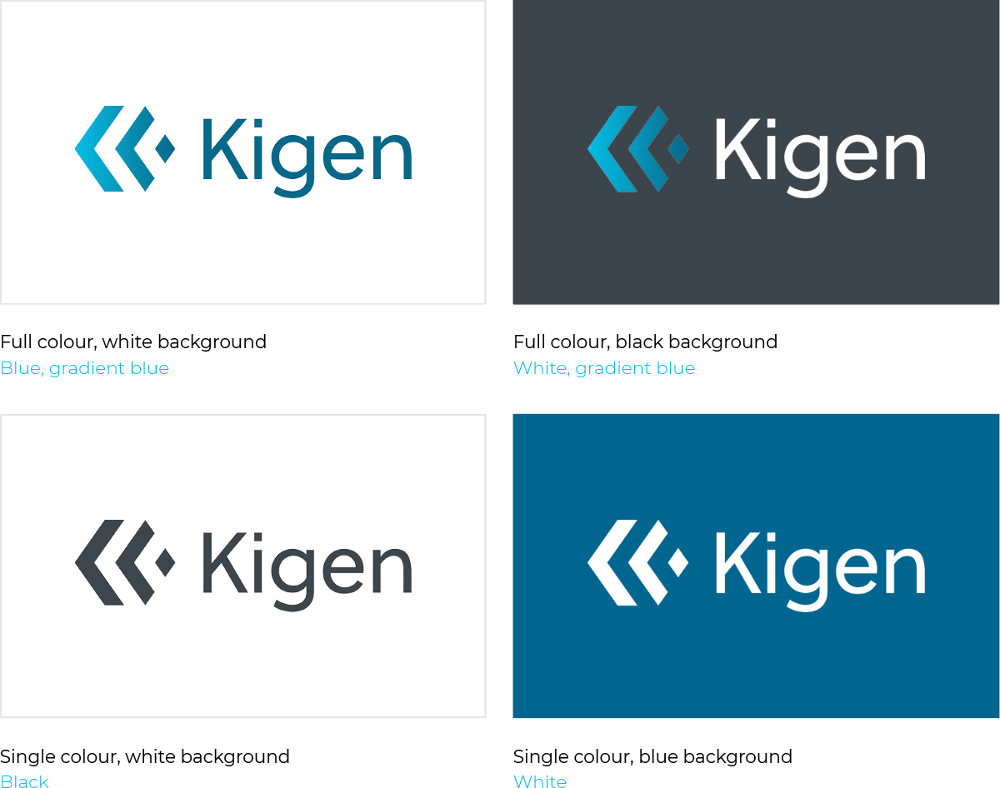 Kigen
Full colour, white background
Blue, gradient blue
Kigen
Full colour, black background
White, gradient blue
Kigen
Single colour, white background
Black
Kigen
Single colour, blue background
White